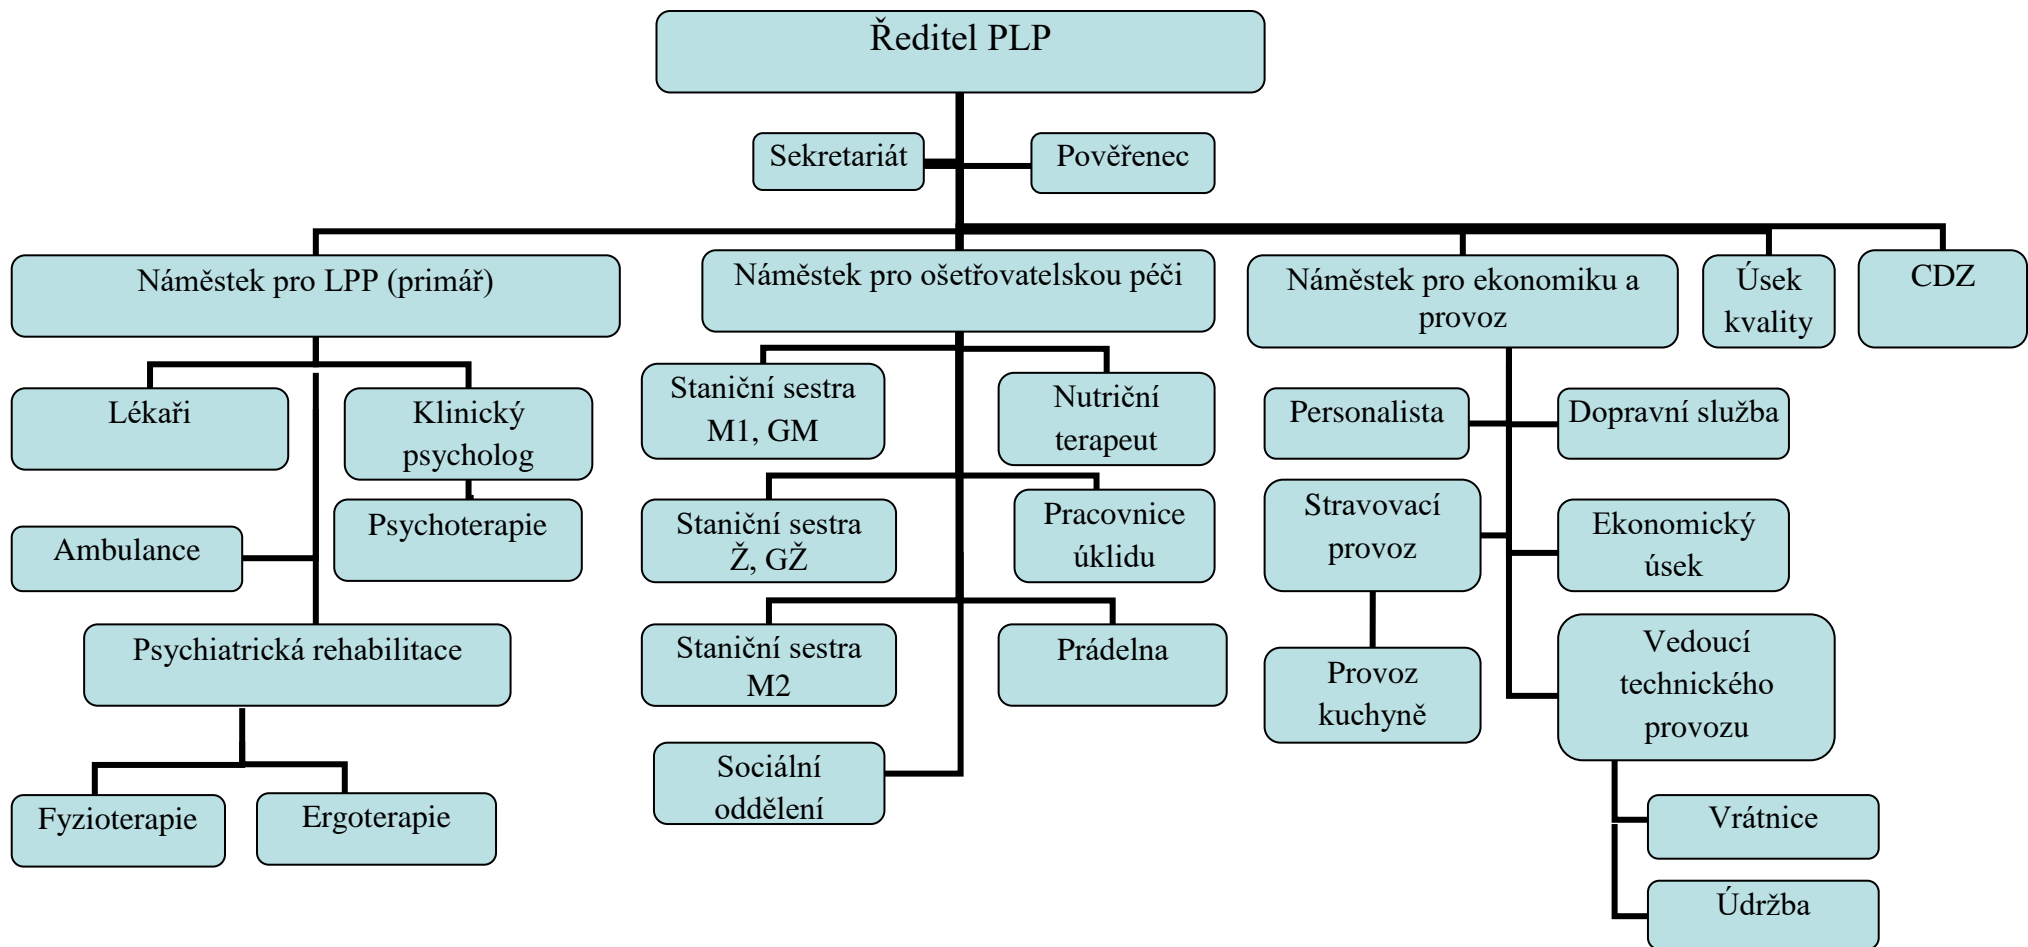 Ředitel PLP
Sekretariát
Pověřenec
Náměstek pro LPP (primář)
Náměstek pro ošetřovatelskou péči
Náměstek pro ekonomiku a
provoz
Úsek
kvality
CDZ
Lékaři
Klinický
psycholog
Psychoterapie
Ambulance
Psychiatrická rehabilitace
Fyzioterapie
Ergoterapie
Staniční sestra
M1, GM
Nutriční
terapeut
Staniční sestra
Ž, GŽ
Pracovnice
úklidu
Staniční sestra
M2
Prádelna
Sociální
oddělení
Personalista
Dopravní služba
Stravovací
provoz
Ekonomický
úsek
Provoz
kuchyně
Vedoucí
technického
provozu
Vrátnice
Údržba